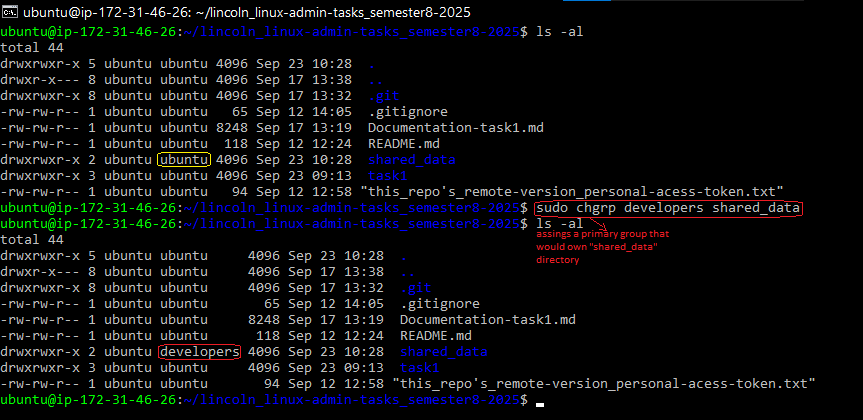 ubuntu@ip-172-31-46-26: ~/lincoln_linux-admin-tasks_semester8-2025
ubuntu@ip-172-31-46-26:~/lincoln_linux-admin-tasks_semester8-2025$ ls -al
total 44
drwxrwxr-x 5 ubuntu ubuntu 4096 Sep 23 10:28 .
drwxr-x--- 8 ubuntu ubuntu 4096 Sep 17 13:38 ..
drwxrwxr-x 8 ubuntu ubuntu 4096 Sep 17 13:32 .git
-rw-rw-r-- 1 ubuntu ubuntu 65 Sep 12 14:05 .gitignore
-rw-rw-r-- 1 ubuntu ubuntu 8248 Sep 17 13:19 Documentation-task1.md
-rw-rw-r-- 1 ubuntu ubuntu 118 Sep 12 12:24 README.md
drwxrwxr-x 2 ubuntu ubuntu 4096 Sep 23 10:28 shared_data
drwxrwxr-x 3 ubuntu ubuntu 4096 Sep 23 09:13 task1
-rw-rw-r-- 1 ubuntu ubuntu 94 Sep 12 12:58 "this_repo's_remote-version_personal-acess-token.txt"
ubuntu@ip-172-31-46-26:~/lincoln_linux-admin-tasks_semester8-2025$ sudo chgrp developers shared_data
ubuntu@ip-172-31-46-26:~/lincoln_linux-admin-tasks_semester8-2025$ ls -al
assings a primary group that
would own "shared_data"
directory
total 44
drwxrwxr-x 5 ubuntu ubuntu 4096 Sep 23 10:28 .
drwxr-x--- 8 ubuntu ubuntu 4096 Sep 17 13:38 ..
drwxrwxr-x 8 ubuntu ubuntu 4096 Sep 17 13:32 .git
-rw-rw-r-- 1 ubuntu ubuntu 65 Sep 12 14:05 .gitignore
-rw-rw-r-- 1 ubuntu ubuntu 8248 Sep 17 13:19 Documentation-task1.md
-rw-rw-r-- 1 ubuntu ubuntu 118 Sep 12 12:24 README.md
drwxrwxr-x 2 ubuntu developers 4096 Sep 23 10:28 shared_data
drwxrwxr-x 3 ubuntu ubuntu 4096 Sep 23 09:13 task1
-rw-rw-r-- 1 ubuntu ubuntu 94 Sep 12 12:58 "this_repo's_remote-version_personal-acess-token.txt"
ubuntu@ip-172-31-46-26:~/lincoln_linux-admin-tasks_semester8-2025$